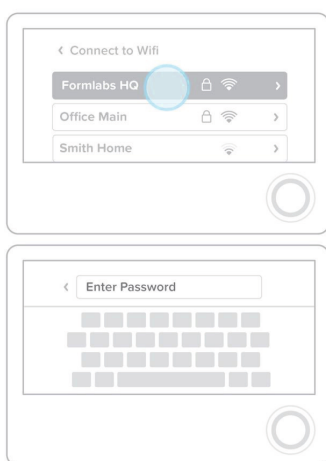 Connect to Wifi
Formlabs HQ
Office Main
Smith Home
Enter Password